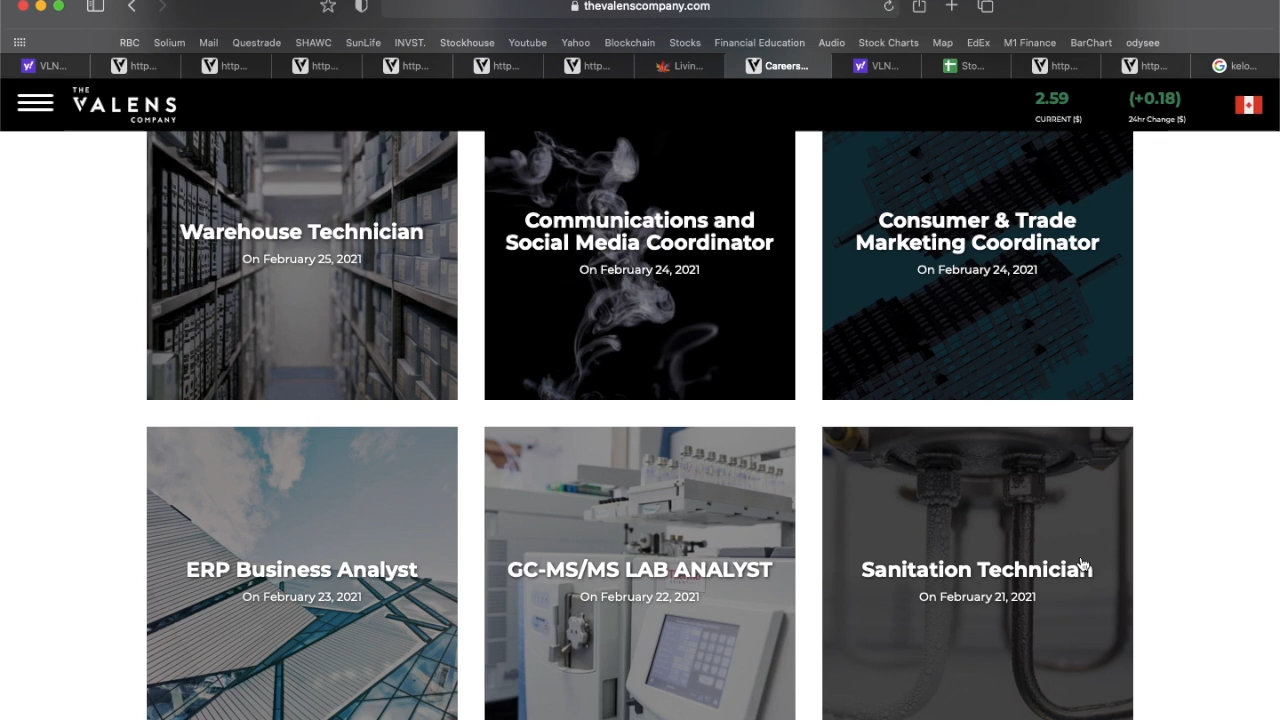 thevalenscompany.com
RBC Solium Mail Questrade SHAWC SunLife INVST. Stockhouse Youtube Yahoo Blockchain Stocks Financial Education Audio Stock Charts Map EdEx M1 Finance BarChart odysee
VLN... http... http... http... http... http... http... Livin... Careers... VLN... Sto... http... http... kelo...
THE
VALENS
COMPANY
2.59 (+0.18)
CURRENT ($) 24hr Change ($)
Warehouse Technician
On February 25, 2021
Communications and
Social Media Coordinator
On February 24, 2021
Consumer & Trade
Marketing Coordinator
On February 24, 2021
ERP Business Analyst
On February 23, 2021
GC-MS/MS LAB ANALYST
On February 22, 2021
Sanitation Technician
On February 21, 2021